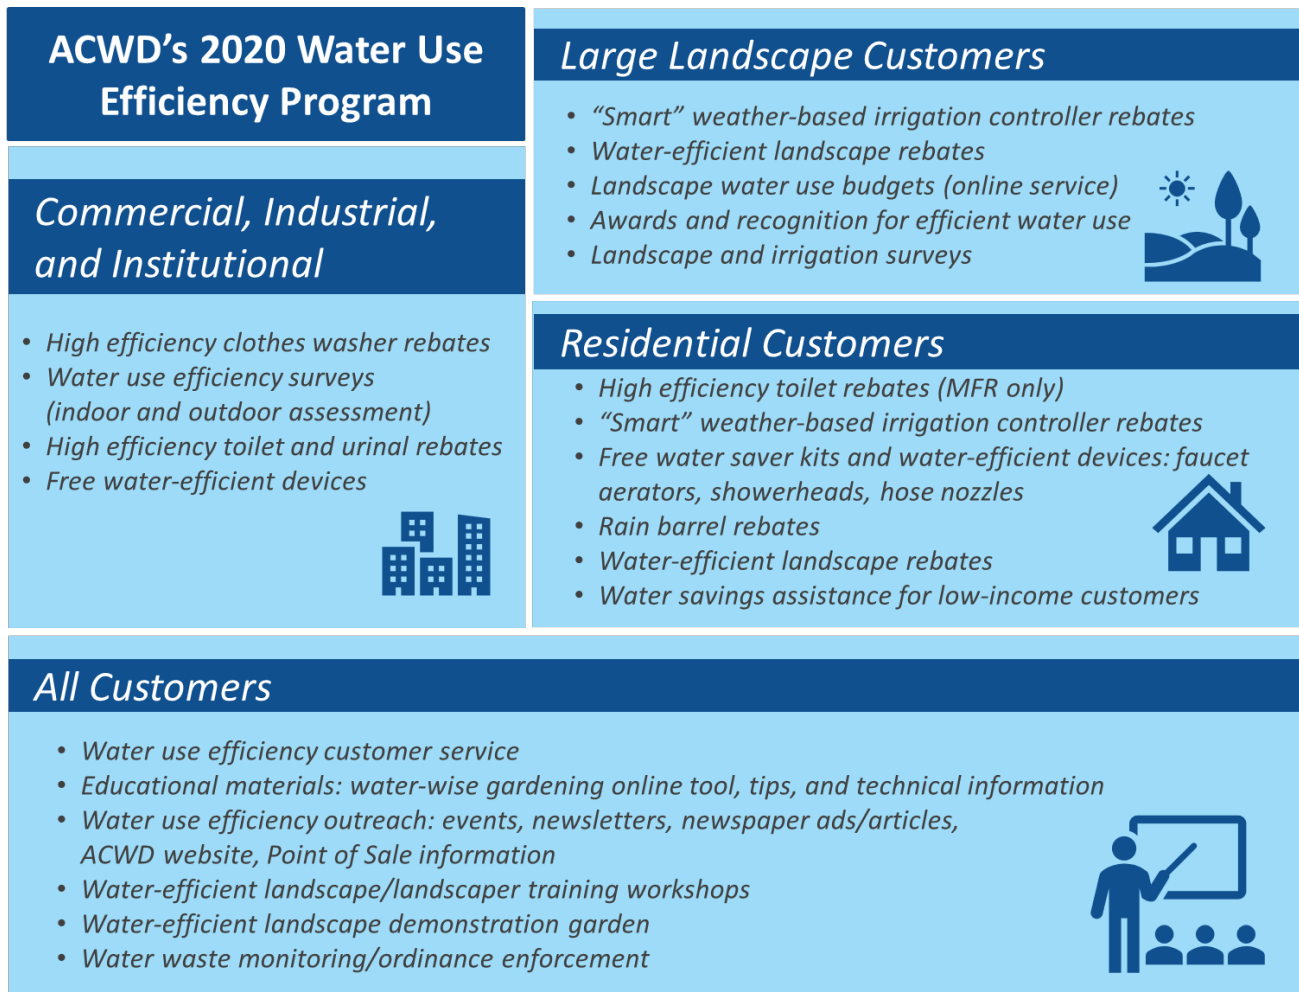 ACWD's 2020 Water Use
Efficiency Program
Commercial, Industrial,
and Institutional
• High efficiency clothes washer rebates
• Water use efficiency surveys
(indoor and outdoor assessment)
• High efficiency toilet and urinal rebates
• Free water-efficient devices
Large Landscape Customers
• “Smart” weather-based irrigation controller rebates
• Water-efficient landscape rebates
• Landscape water use budgets (online service)
• Awards and recognition for efficient water use
• Landscape and irrigation surveys
Residential Customers
• High efficiency toilet rebates (MFR only)
• “Smart” weather-based irrigation controller rebates
• Free water saver kits and water-efficient devices: faucet
aerators, showerheads, hose nozzles
• Rain barrel rebates
• Water-efficient landscape rebates
• Water savings assistance for low-income customers
All Customers
• Water use efficiency customer service
• Educational materials: water-wise gardening online tool, tips, and technical information
• Water use efficiency outreach: events, newsletters, newspaper ads/articles,
ACWD website, Point of Sale information
• Water-efficient landscape/landscaper training workshops
• Water-efficient landscape demonstration garden
• Water waste monitoring/ordinance enforcement